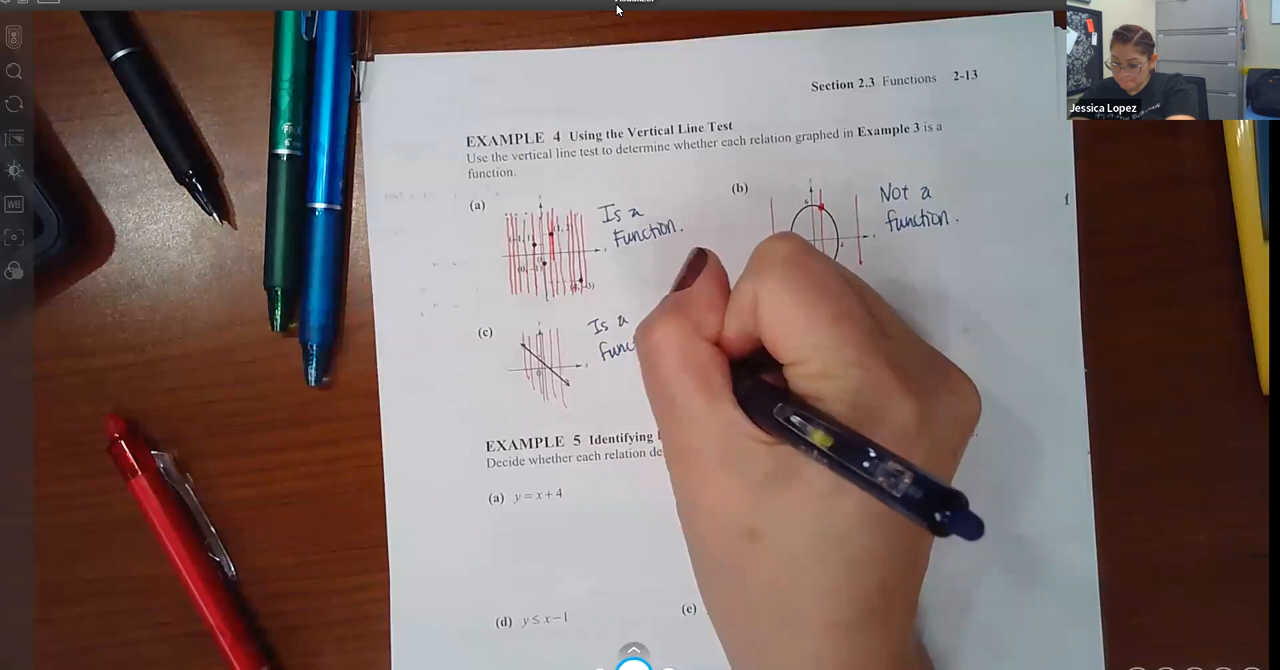 Jessica Lopez
Section 2.3 Functions 2-13
EXAMPLE 4 Using the Vertical Line Test
Use the vertical line test to determine whether each relation graphed in Example 3 is a
function.
(a)
Is a
Function.
(b)
Not a
function.
(c)
Is a
Func
EXAMPLE 5 Identifying
Decide whether each relation de
(a) y = x + 4
(d) y ≤ x − 1
(e)
WB